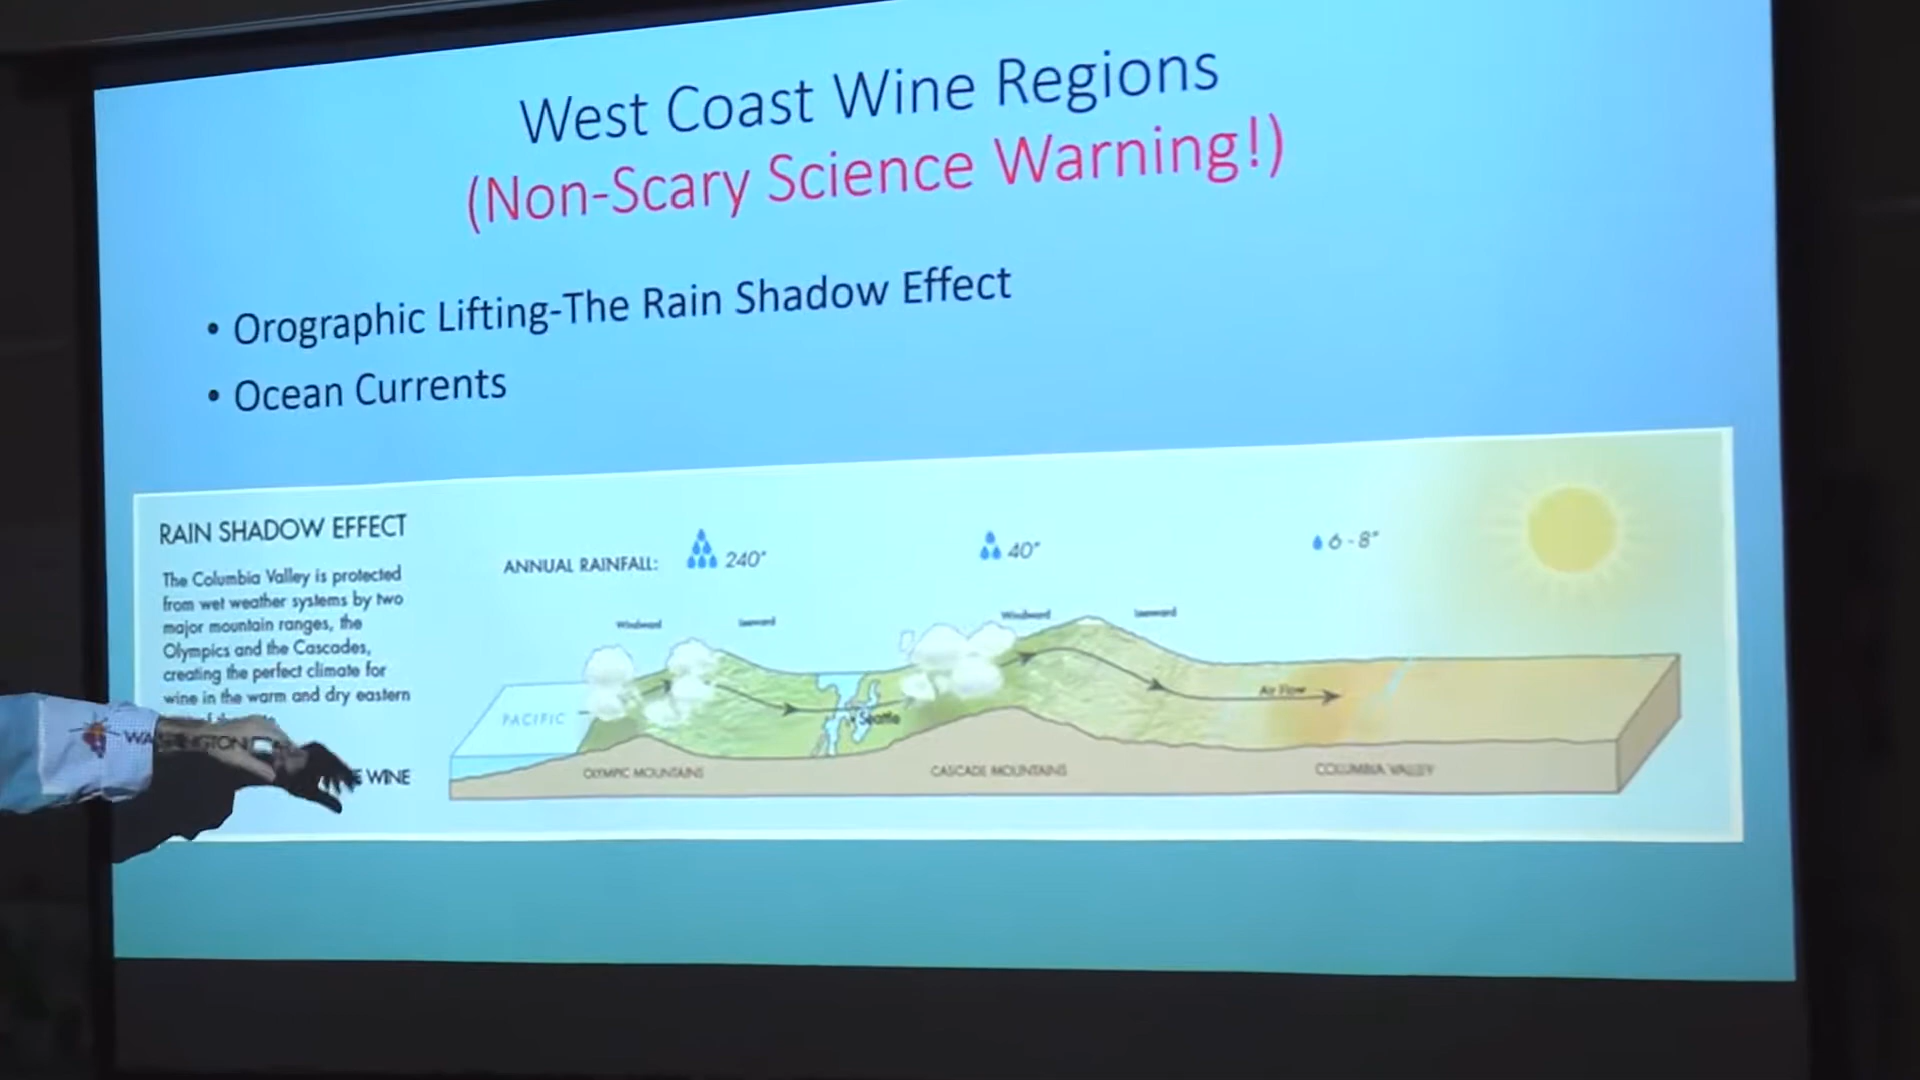 West Coast Wine Regions
(Non-Scary Science Warning!)
• Orographic Lifting-The Rain Shadow Effect
• Ocean Currents
RAIN SHADOW EFFECT
The Columbia Valley is protected
from wet weather systems by two
major mountain ranges, the
Olympics and the Cascades,
creating the perfect climate for
wine in the warm and dry eastern
ANNUAL RAINFALL:
240"
40"
6 - 8"
Windward
Leeward
Windward
Leeward
PACIFIC
Seattle
Air Flow
OLYMPIC MOUNTAINS
CASCADE MOUNTAINS
COLUMBIA VALLEY
WINE